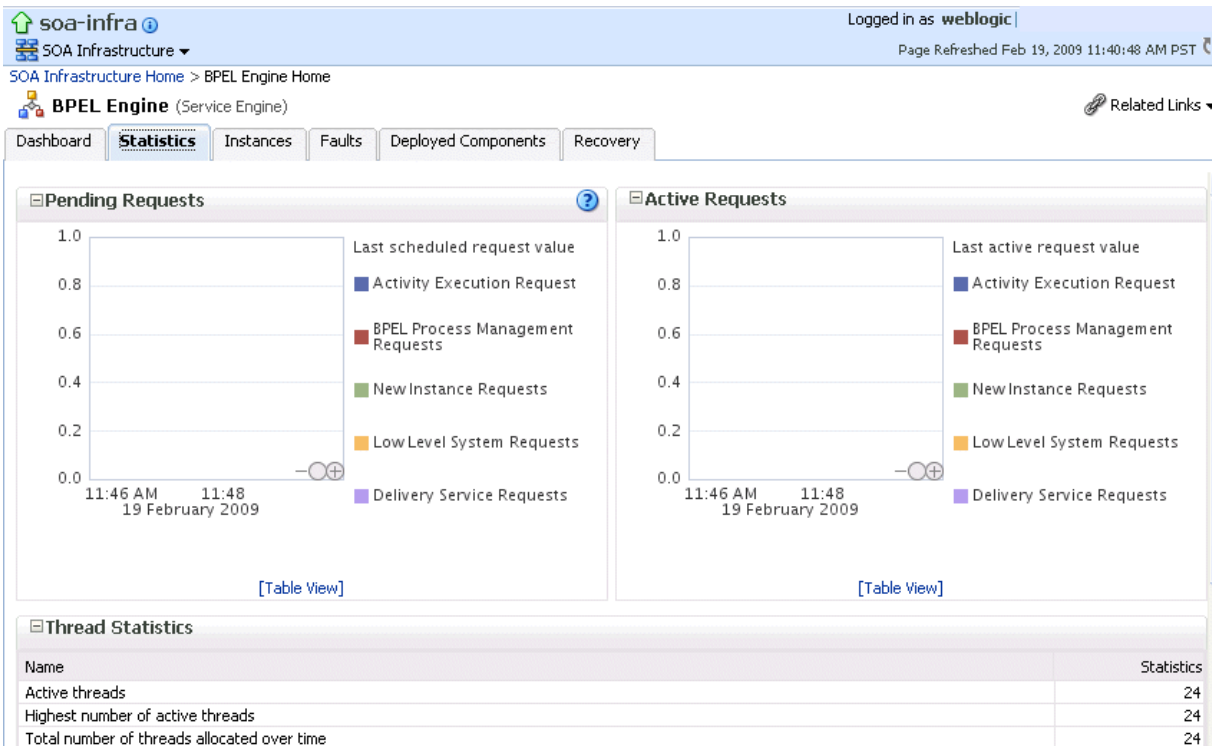 soa-infra
Logged in as weblogic
SOA Infrastructure
Page Refreshed Feb 19, 2009 11:40:48 AM PST
SOA Infrastructure Home > BPEL Engine Home
BPEL Engine (Service Engine)
Related Links
Dashboard Statistics Instances Faults Deployed Components Recovery
Pending Requests
1.0
0.8
0.6
0.4
0.2
0.0
11:46 AM 11:48
19 February 2009
Last scheduled request value
Activity Execution Request
BPEL Process Management
Requests
New Instance Requests
Low Level System Requests
Delivery Service Requests
[Table View]
Active Requests
1.0
0.8
0.6
0.4
0.2
0.0
11:46 AM 11:48
19 February 2009
Last active request value
Activity Execution Request
BPEL Process Management
Requests
New Instance Requests
Low Level System Requests
Delivery Service Requests
[Table View]
Thread Statistics
Name Statistics
Active threads 24
Highest number of active threads 24
Total number of threads allocated over time 24